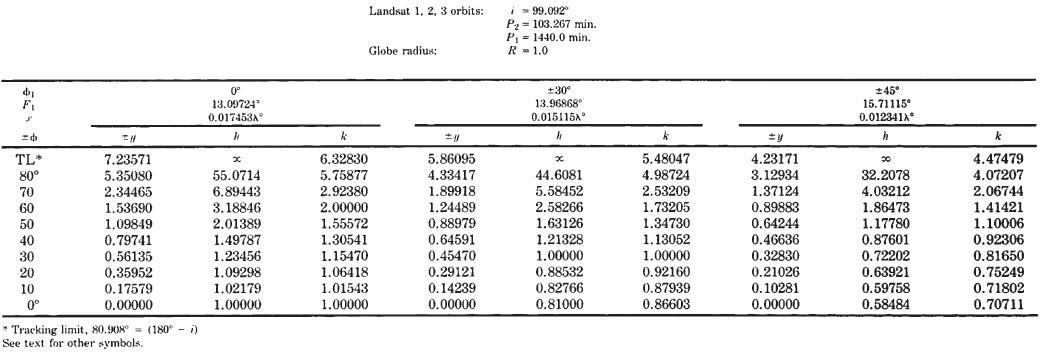 Landsat 1, 2, 3 orbits: i = 99.092°
P₂ = 103.267 min.
P₁ = 1440.0 min.
Globe radius: R = 1.0
ϕ₁ 0° ±30° ±45°
F₁ 13.09724° 13.96868° 15.71115°
x 0.017453λ° 0.015115λ° 0.012341λ°
±ϕ ±y h k ±y h k ±y h k
TL* 7.23571 ∞ 6.32830 5.86095 ∞ 5.48047 4.23171 ∞ 4.47479
80° 5.35080 55.0714 5.75877 4.33417 44.6081 4.98724 3.12934 32.2078 4.07207
70 2.34465 6.89443 2.92380 1.89918 5.58452 2.53209 1.37124 4.03212 2.06744
60 1.53690 3.18846 2.00000 1.24489 2.58266 1.73205 0.89883 1.86473 1.41421
50 1.09849 2.01389 1.55572 0.88979 1.63126 1.34730 0.64244 1.17780 1.10006
40 0.79741 1.49787 1.30541 0.64591 1.21328 1.13052 0.46636 0.87601 0.92306
30 0.56135 1.23456 1.15470 0.45470 1.00000 1.00000 0.32830 0.72202 0.81650
20 0.35952 1.09298 1.06418 0.29121 0.88532 0.92160 0.21026 0.63921 0.75249
10 0.17579 1.02179 1.01543 0.14239 0.82766 0.87939 0.10281 0.59758 0.71802
0° 0.00000 1.00000 1.00000 0.00000 0.81000 0.86603 0.00000 0.58484 0.70711
* Tracking limit, 80.908° = (180° − i)
See text for other symbols.